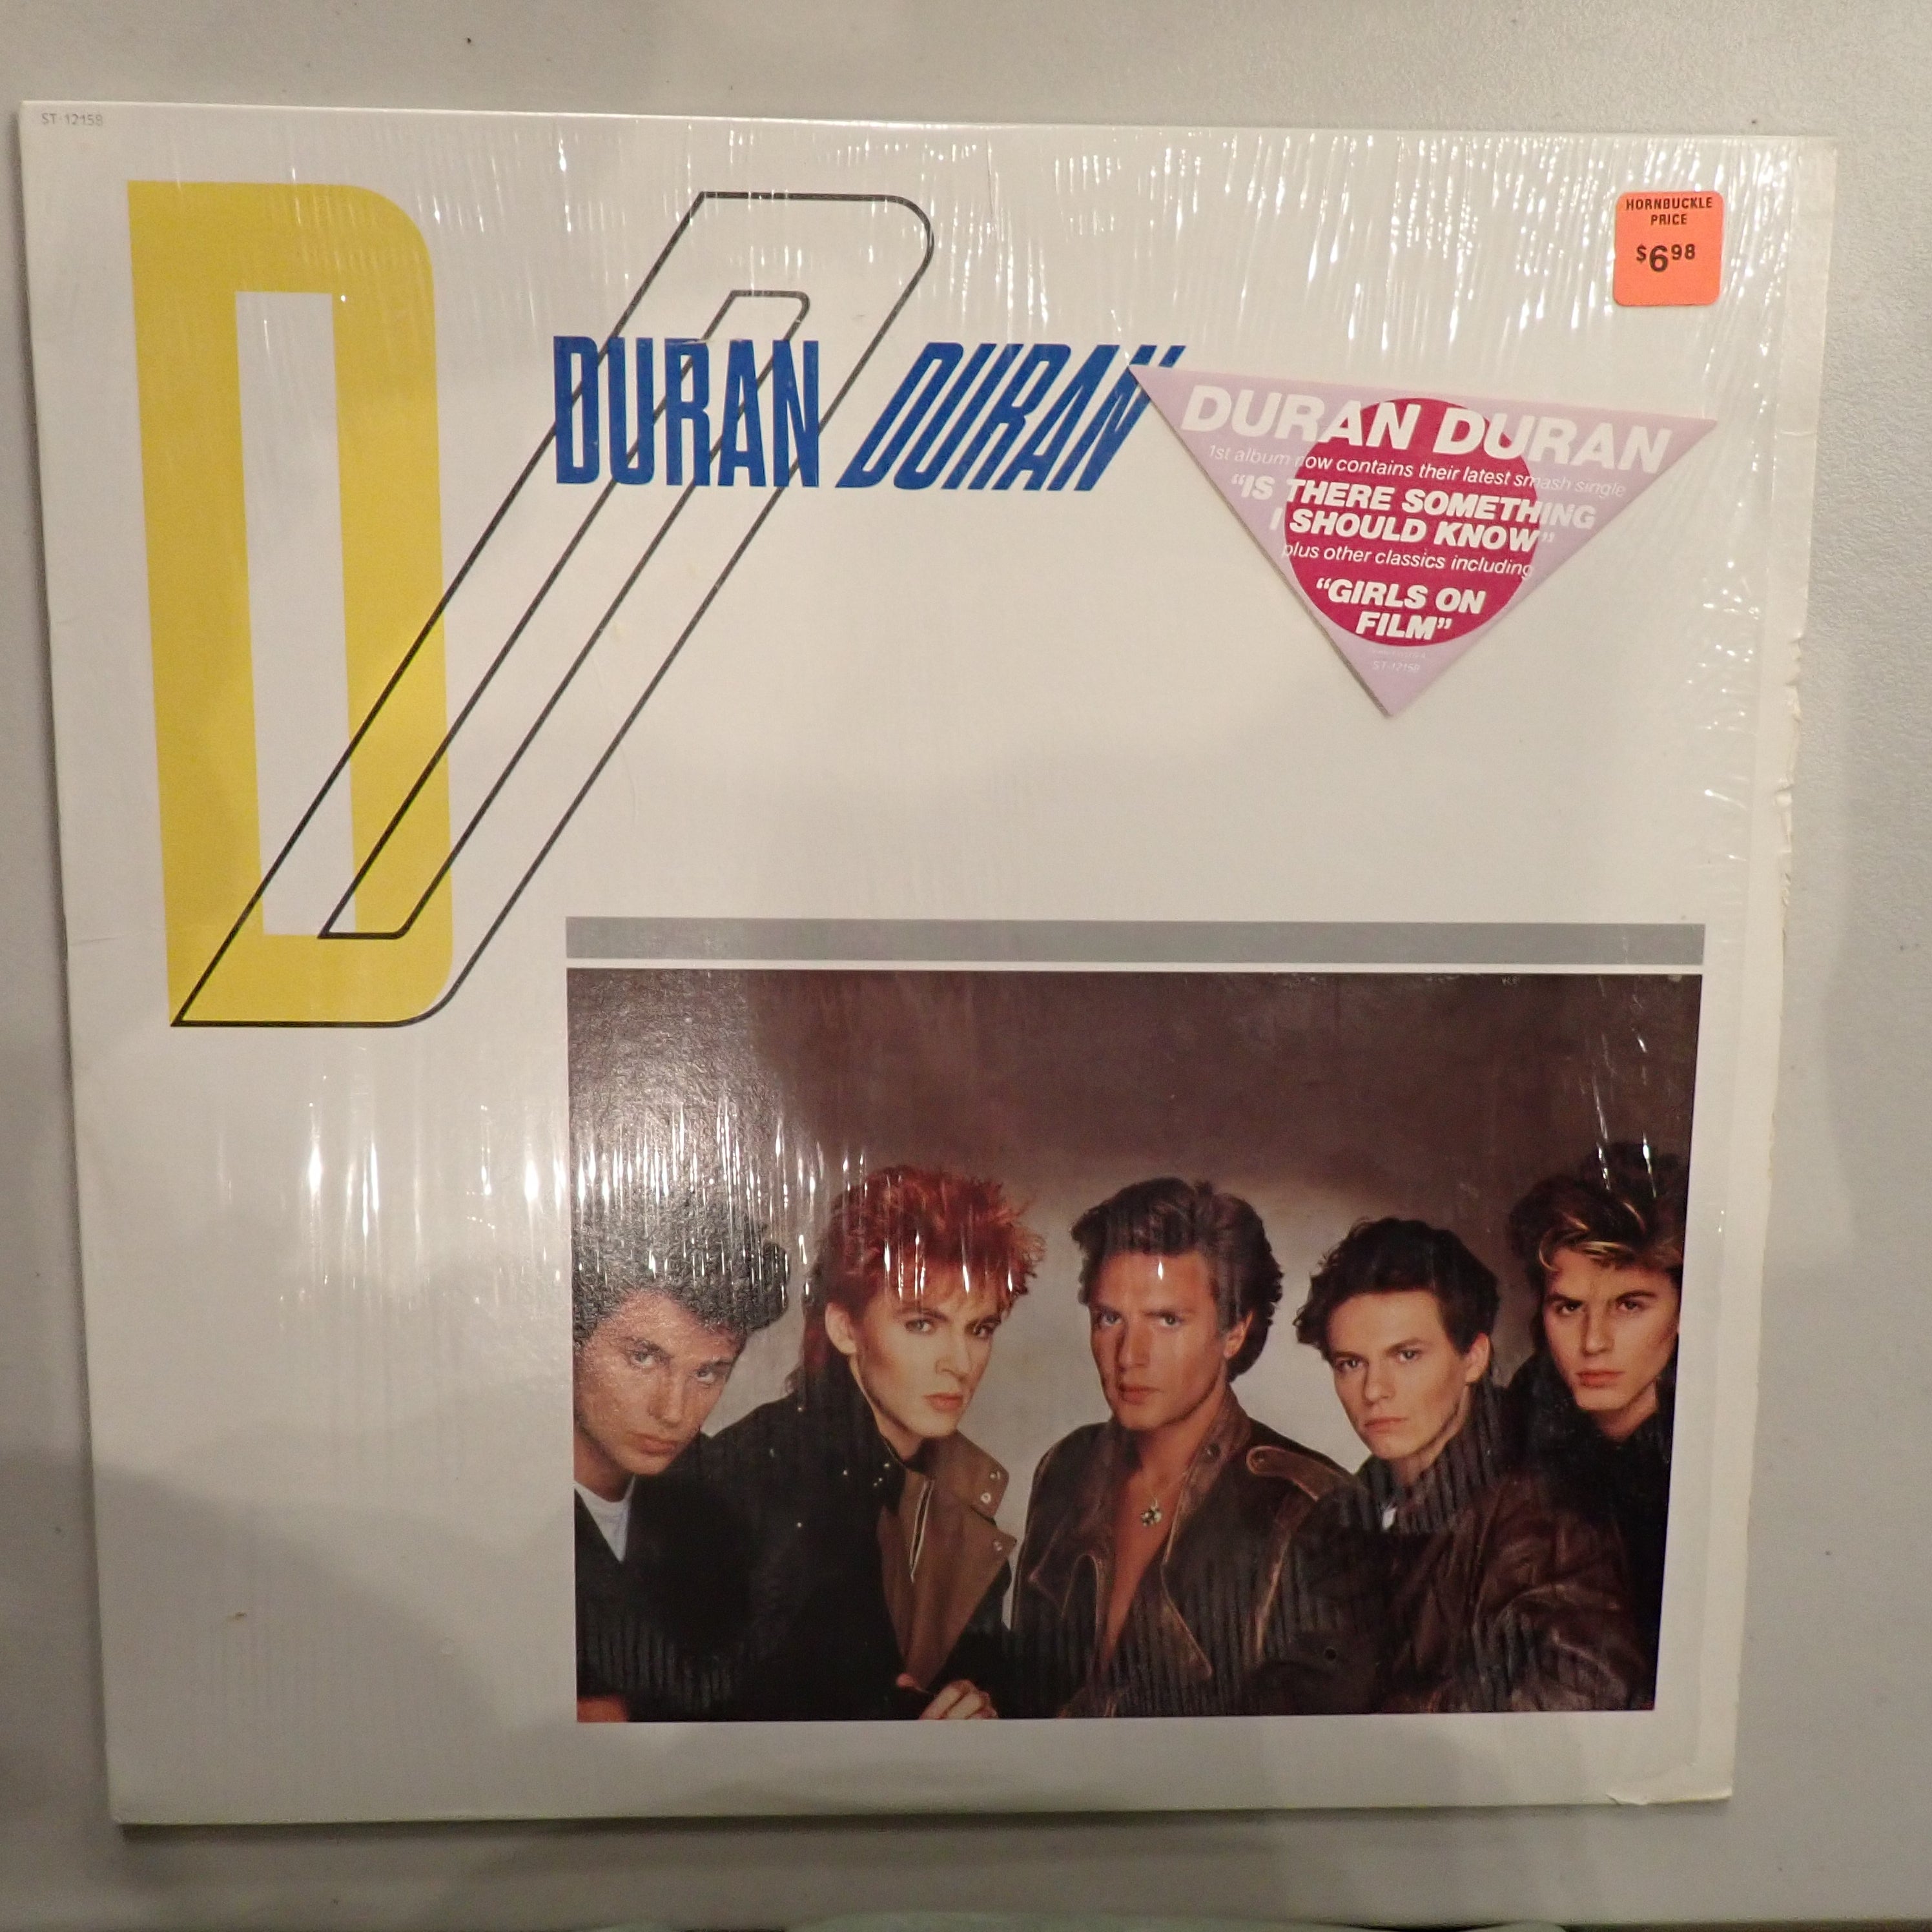 ST-12158
HORNBUCKLE
PRICE
$6.98
DURAN DURAN
DURAN DURAN
1st album now contains their latest smash single
"IS THERE SOMETHING
I SHOULD KNOW"
plus other classics including
"GIRLS ON
FILM"
ST-12158